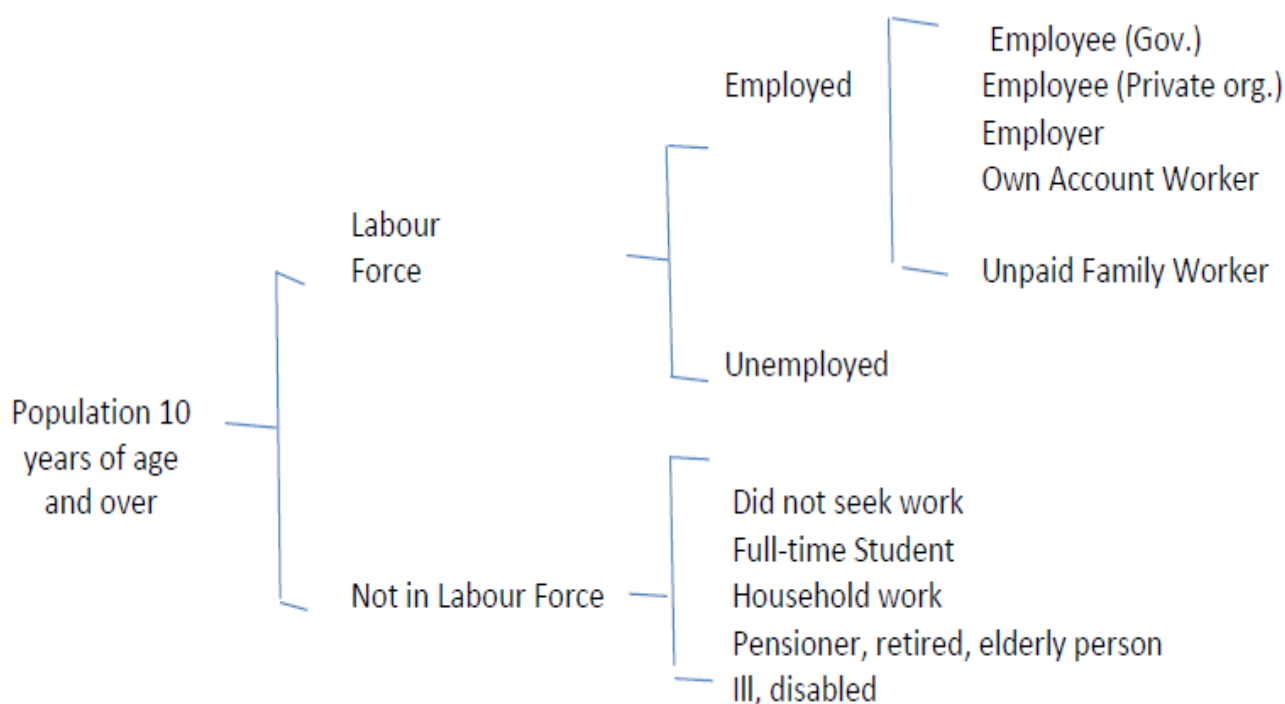 Employee (Gov.)
Employed
Employee (Private org.)
Employer
Own Account Worker
Labour
Force
Unpaid Family Worker
Unemployed
Population 10
years of age
and over
Did not seek work
Full-time Student
Not in Labour Force
Household work
Pensioner, retired, elderly person
Ill, disabled